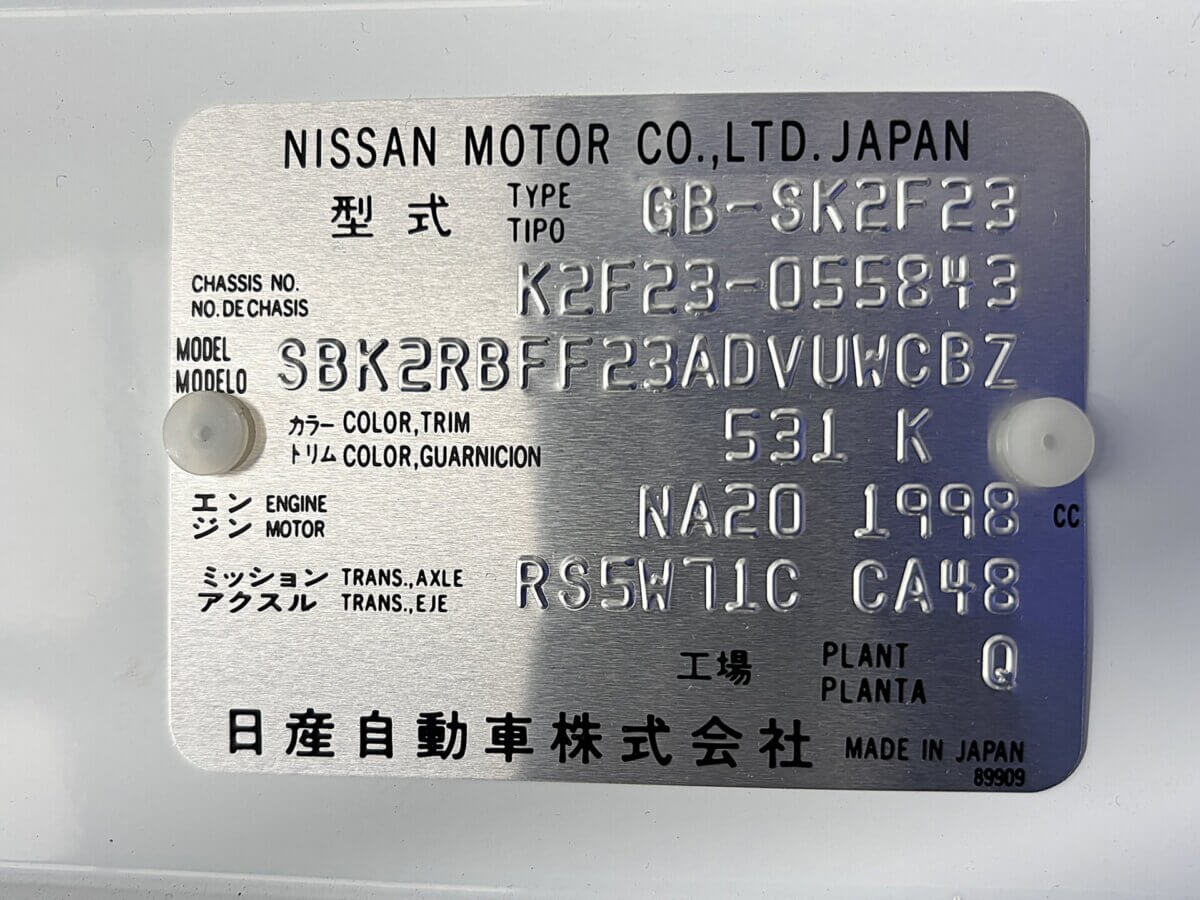 NISSAN MOTOR CO.,LTD. JAPAN
型式 TYPE TIPO GB-SK2F23
CHASSIS NO.
NO. DE CHASIS K2F23-055843
MODEL
MODELO SBK2RBFF23ADVUWCBZ
カラー COLOR,TRIM
トリム COLOR,GUARNICION 531 K
エンジン ENGINE MOTOR NA20 1998 CC
ミッション TRANS.,AXLE
アクスル TRANS.,EJE RS5W71C CA48
工場 PLANT PLANTA Q
日産自動車株式会社 MADE IN JAPAN
89909